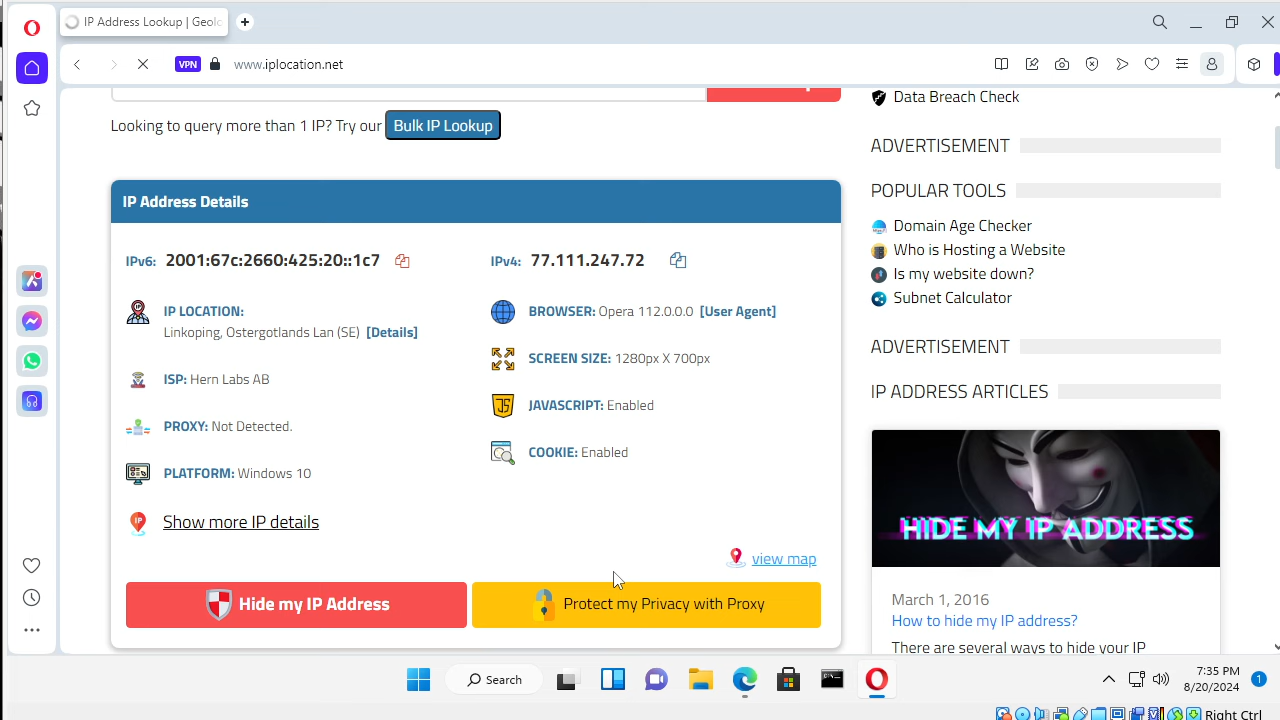 IP Address Lookup | Geolo
VPN
www.iplocation.net
Data Breach Check
Looking to query more than 1 IP? Try our Bulk IP Lookup
ADVERTISEMENT
POPULAR TOOLS
IP Address Details
Domain Age Checker
Who is Hosting a Website
Is my website down?
Subnet Calculator
IPv6: 2001:67c:2660:425:20::1c7
IPv4: 77.111.247.72
IP LOCATION:
Linkoping, Ostergotlands Lan (SE) [Details]
BROWSER: Opera 112.0.0.0 [User Agent]
ISP: Hern Labs AB
SCREEN SIZE: 1280px X 700px
PROXY: Not Detected.
JAVASCRIPT: Enabled
PLATFORM: Windows 10
COOKIE: Enabled
Show more IP details
view map
Hide my IP Address
Protect my Privacy with Proxy
ADVERTISEMENT
IP ADDRESS ARTICLES
HIDE MY IP ADDRESS
March 1, 2016
How to hide my IP address?
There are several ways to hide your IP
Search
7:35 PM
8/20/2024
1
Right Ctrl